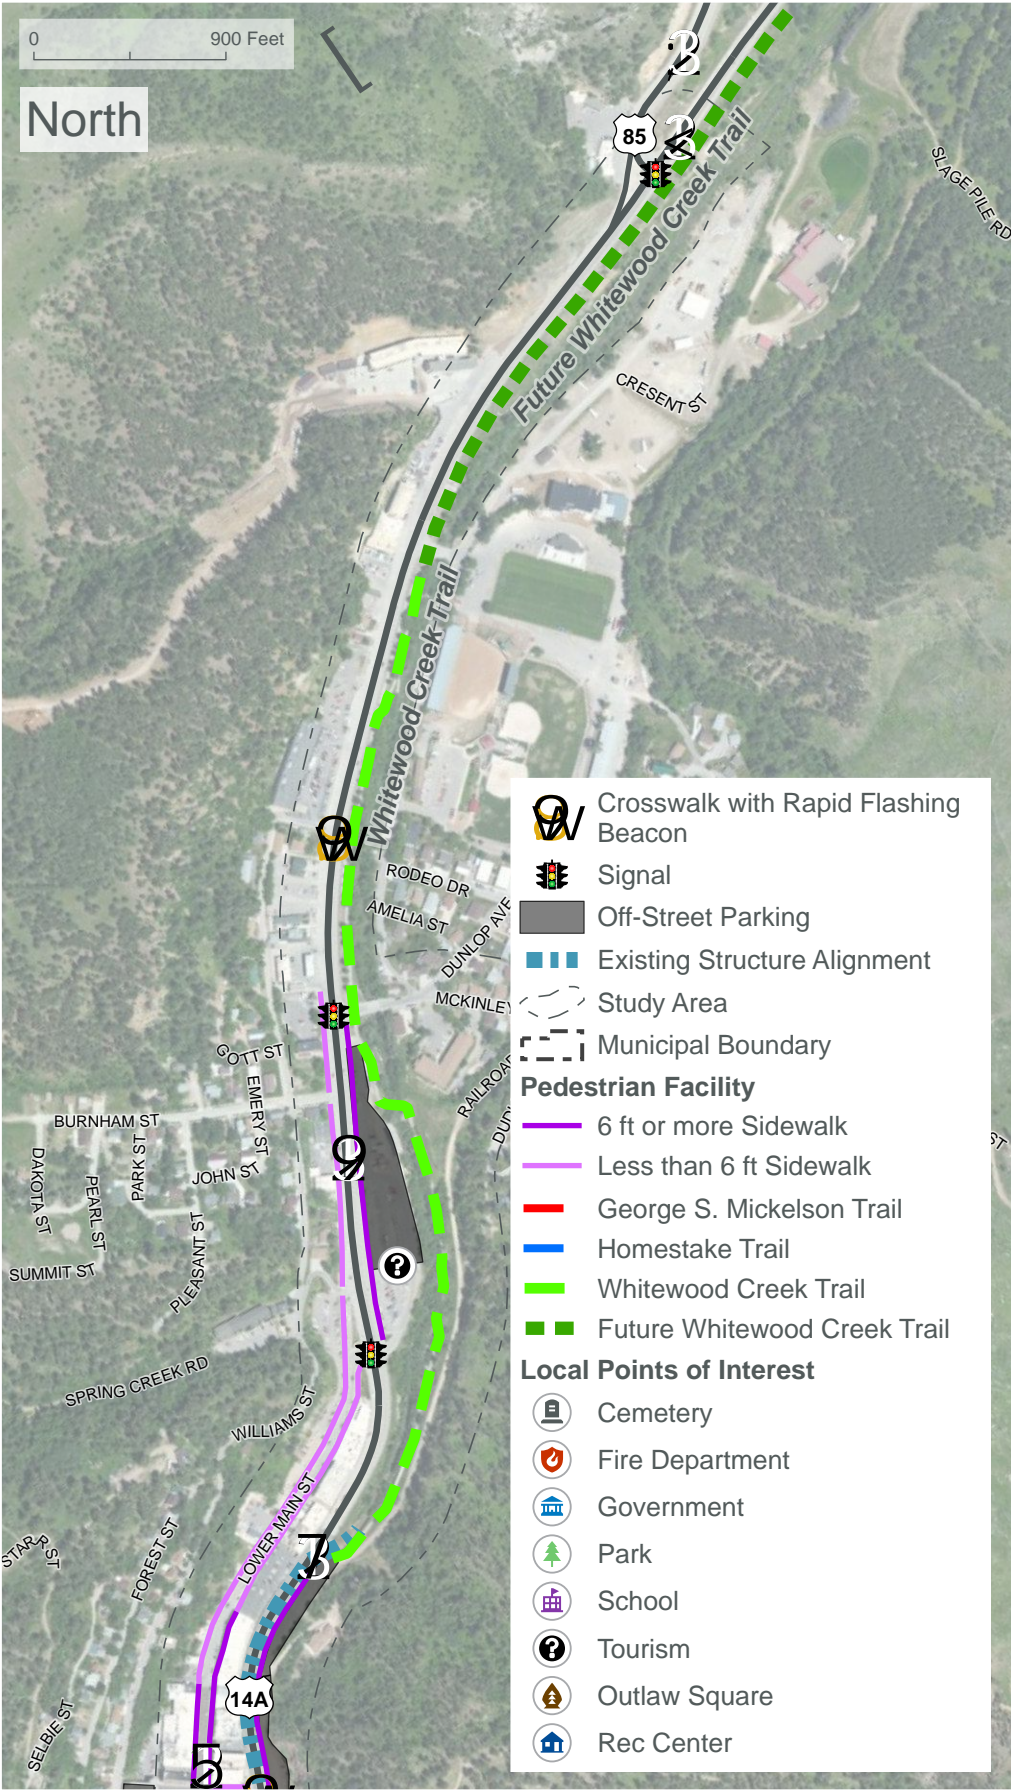 0 900 Feet
North
85
SLAGE PILE RD
Future Whitewood Creek Trail
CRESENT ST
Whitewood Creek Trail
RODEO DR
AMELIA ST
DUNLOP AVE
MCKINLEY
GOTT ST
EMERY ST
BURNHAM ST
RAILROA
DUD
ST
DAKOTA ST
PEARL ST
PARK ST
JOHN ST
PLEASANT ST
SUMMIT ST
9
SPRING CREEK RD
WILLIAMS ST
LOWER MAIN ST
STAR R ST
FOREST ST
SELBIE ST
14A
Crosswalk with Rapid Flashing
Beacon
Signal
Off-Street Parking
Existing Structure Alignment
Study Area
Municipal Boundary
Pedestrian Facility
6 ft or more Sidewalk
Less than 6 ft Sidewalk
George S. Mickelson Trail
Homestake Trail
Whitewood Creek Trail
Future Whitewood Creek Trail
Local Points of Interest
Cemetery
Fire Department
Government
Park
School
Tourism
Outlaw Square
Rec Center